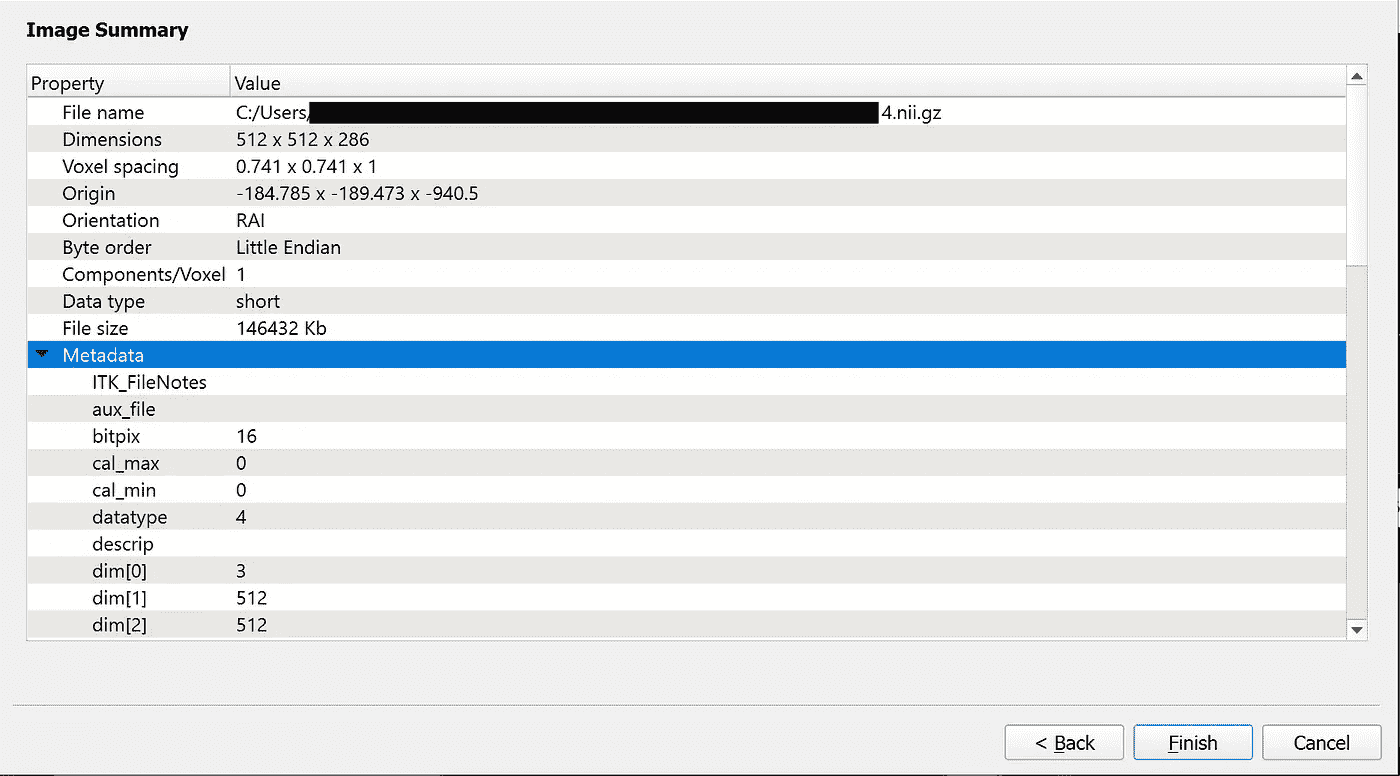 Image Summary
Property Value
File name C:/Users/ 4.nii.gz
Dimensions 512 x 512 x 286
Voxel spacing 0.741 x 0.741 x 1
Origin -184.785 x -189.473 x -940.5
Orientation RAI
Byte order Little Endian
Components/Voxel 1
Data type short
File size 146432 Kb
Metadata
ITK_FileNotes
aux_file
bitpix 16
cal_max 0
cal_min 0
datatype 4
descrip
dim[0] 3
dim[1] 512
dim[2] 512
< Back Finish Cancel